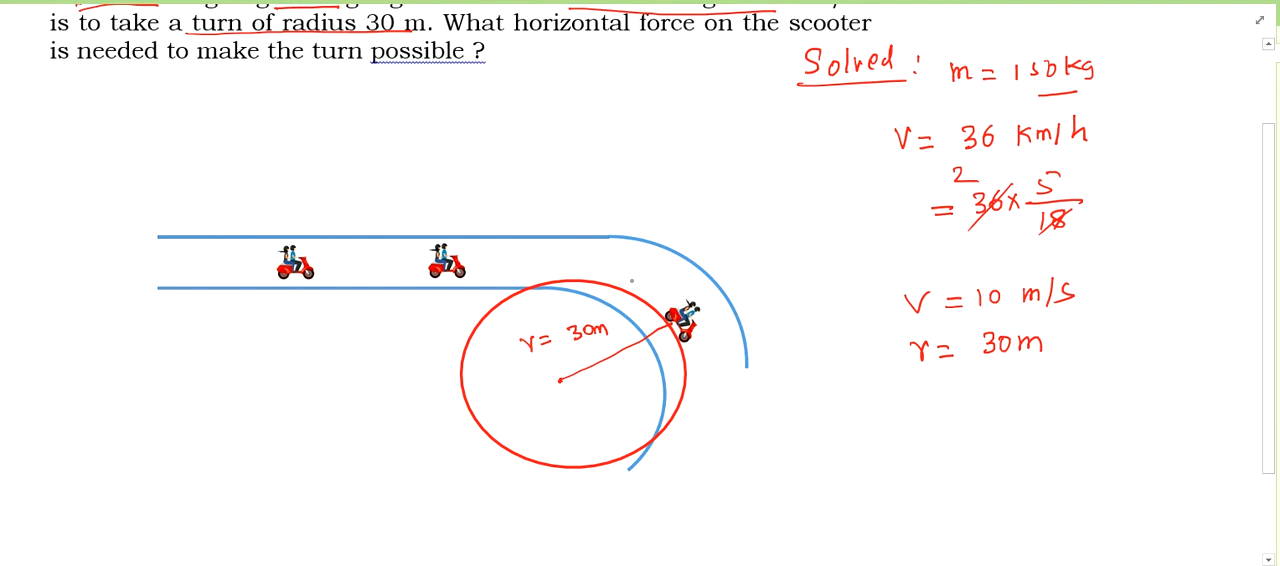 is to take a turn of radius 30 m. What horizontal force on the scooter
is needed to make the turn possible ?
Solved : m = 150 kg
V = 36 Km/h
= 36 x 5/18
2
V = 10 m/s
r = 30m
r = 30m